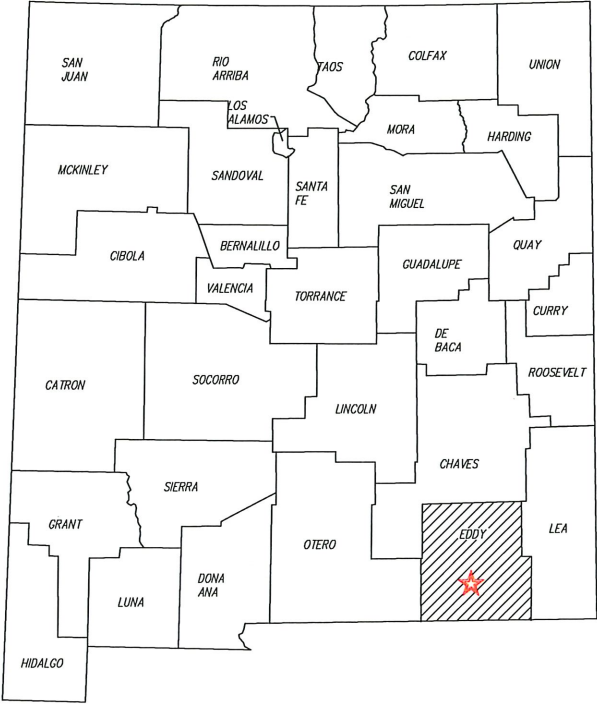 SAN
JUAN
RIO
ARRIBA
TAOS
COLFAX
UNION
LOS
ALAMOS
MORA
HARDING
MCKINLEY
SANDOVAL
SANTA
FE
SAN
MIGUEL
CIBOLA
BERNALILLO
GUADALUPE
QUAY
VALENCIA
TORRANCE
CURRY
DE
BACA
CATRON
SOCORRO
ROOSEVELT
LINCOLN
CHAVES
SIERRA
GRANT
OTERO
EDDY
LEA
LUNA
DONA
ANA
HIDALGO